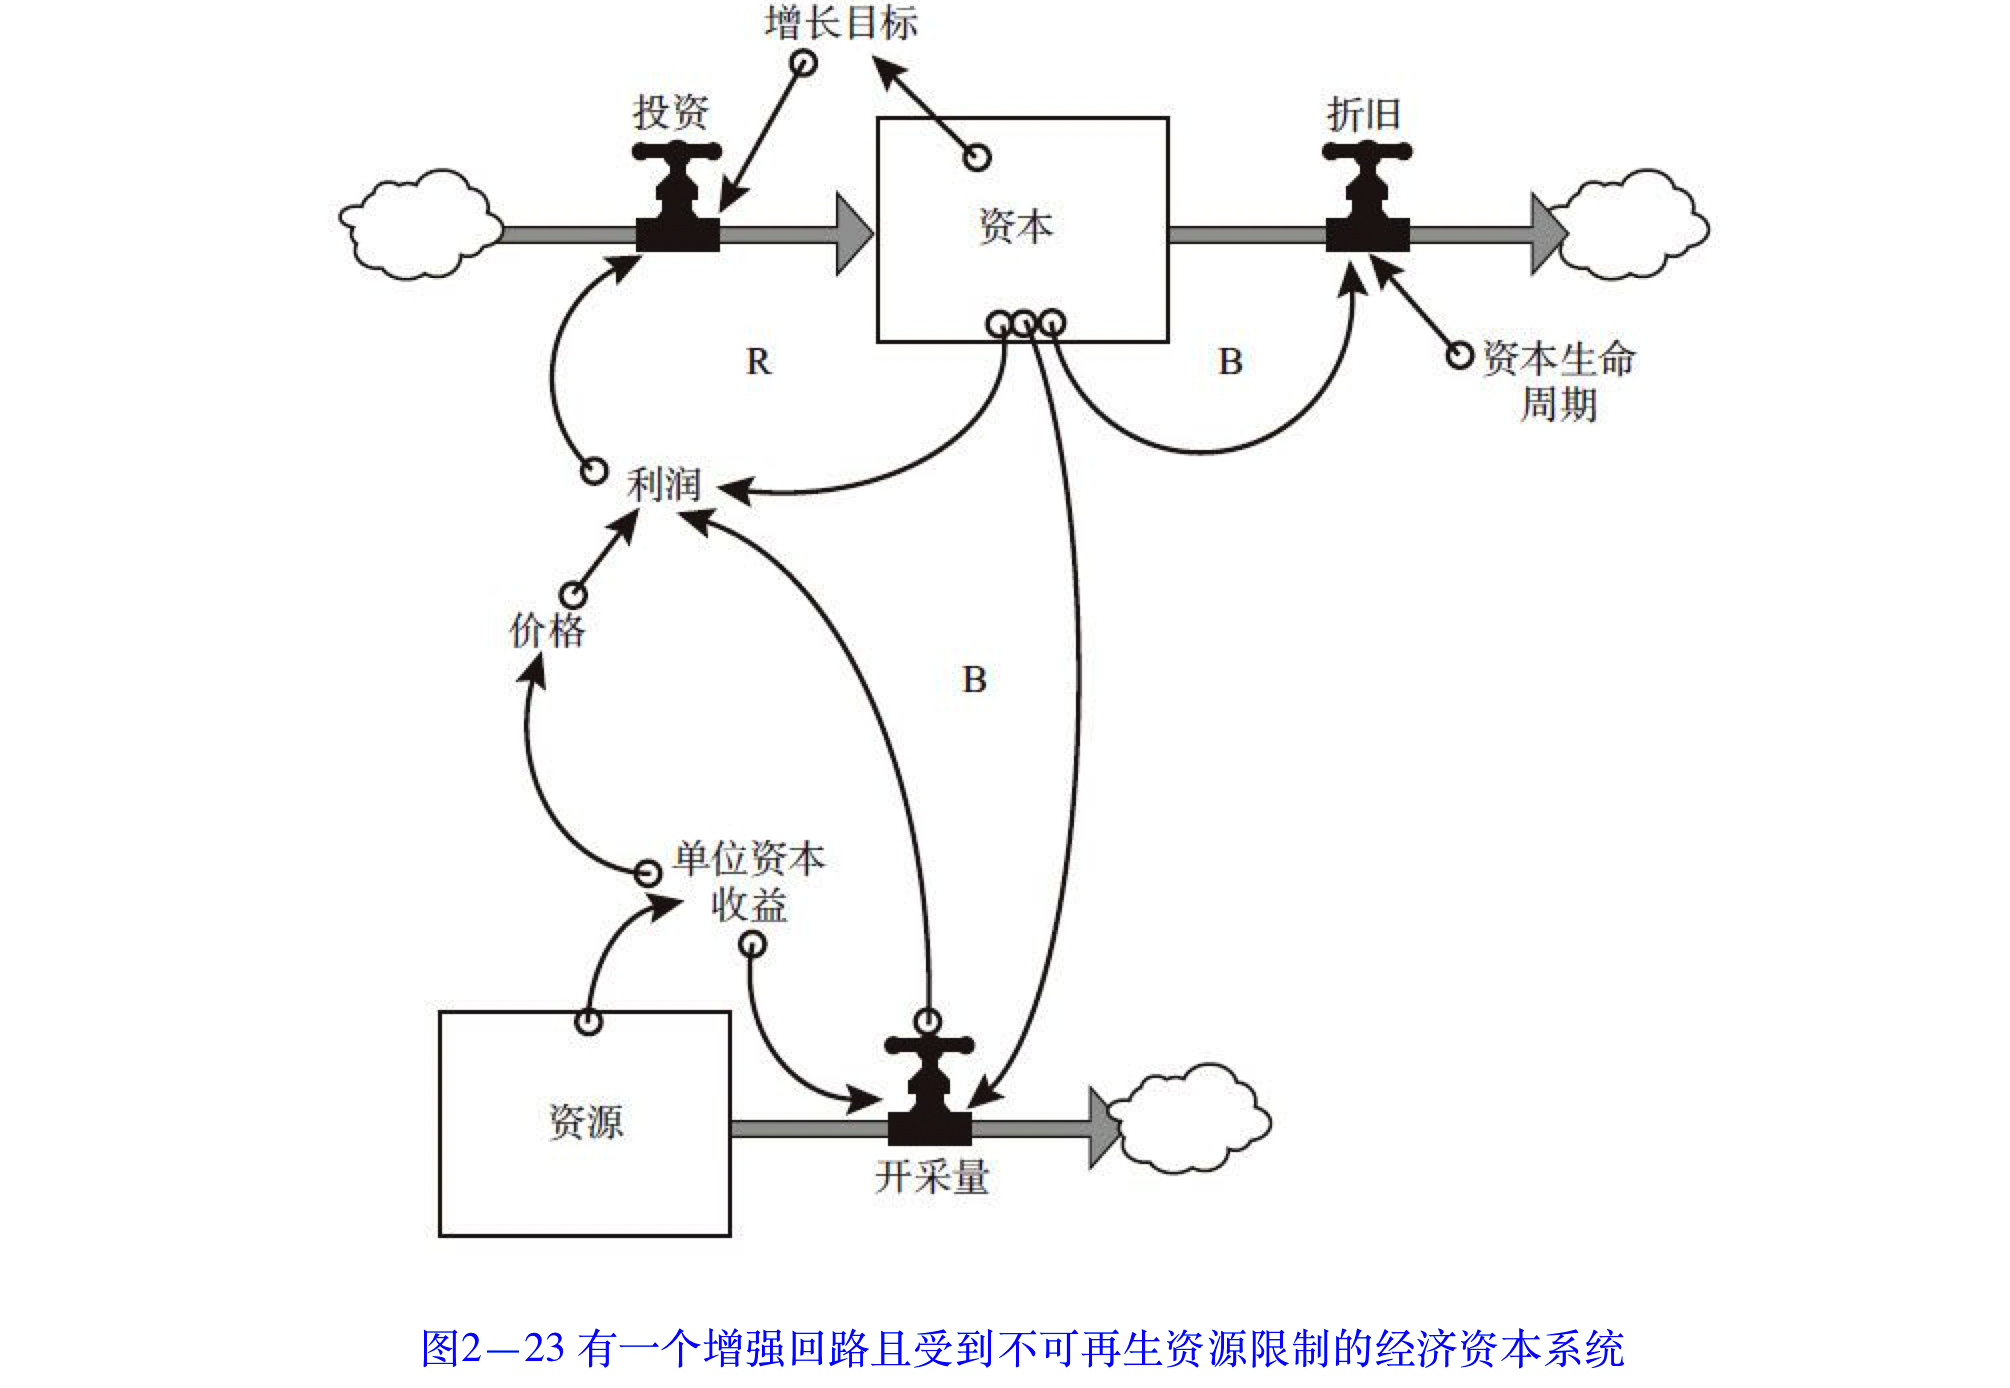 增长目标
投资
折旧
资本
R
B
资本生命
周期
利润
价格
B
单位资本
收益
资源
开采量
图2—23 有一个增强回路且受到不可再生资源限制的经济资本系统